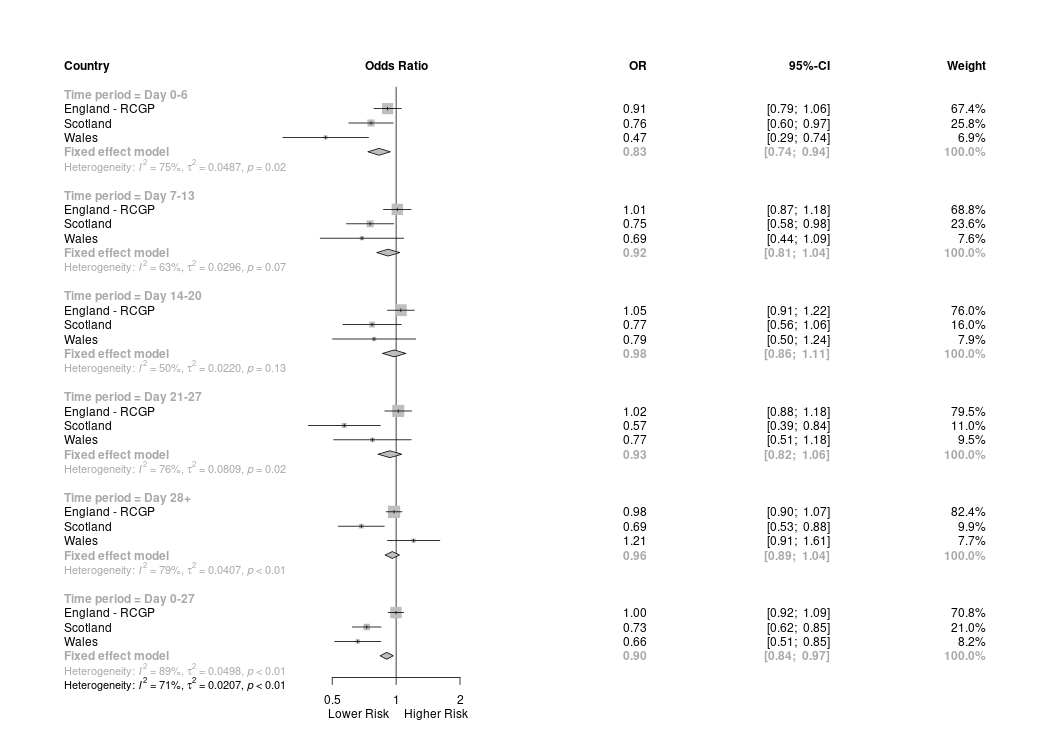 Country Odds Ratio OR 95%-CI Weight
Time period = Day 0-6
England - RCGP 0.91 [0.79; 1.06] 67.4%
Scotland 0.76 [0.60; 0.97] 25.8%
Wales 0.47 [0.29; 0.74] 6.9%
Fixed effect model 0.83 [0.74; 0.94] 100.0%
Heterogeneity: I² = 75%, τ² = 0.0487, p = 0.02
Time period = Day 7-13
England - RCGP 1.01 [0.87; 1.18] 68.8%
Scotland 0.75 [0.58; 0.98] 23.6%
Wales 0.69 [0.44; 1.09] 7.6%
Fixed effect model 0.92 [0.81; 1.04] 100.0%
Heterogeneity: I² = 63%, τ² = 0.0296, p = 0.07
Time period = Day 14-20
England - RCGP 1.05 [0.91; 1.22] 76.0%
Scotland 0.77 [0.56; 1.06] 16.0%
Wales 0.79 [0.50; 1.24] 7.9%
Fixed effect model 0.98 [0.86; 1.11] 100.0%
Heterogeneity: I² = 50%, τ² = 0.0220, p = 0.13
Time period = Day 21-27
England - RCGP 1.02 [0.88; 1.18] 79.5%
Scotland 0.57 [0.39; 0.84] 11.0%
Wales 0.77 [0.51; 1.18] 9.5%
Fixed effect model 0.93 [0.82; 1.06] 100.0%
Heterogeneity: I² = 76%, τ² = 0.0809, p = 0.02
Time period = Day 28+
England - RCGP 0.98 [0.90; 1.07] 82.4%
Scotland 0.69 [0.53; 0.88] 9.9%
Wales 1.21 [0.91; 1.61] 7.7%
Fixed effect model 0.96 [0.89; 1.04] 100.0%
Heterogeneity: I² = 79%, τ² = 0.0407, p < 0.01
Time period = Day 0-27
England - RCGP 1.00 [0.92; 1.09] 70.8%
Scotland 0.73 [0.62; 0.85] 21.0%
Wales 0.66 [0.51; 0.85] 8.2%
Fixed effect model 0.90 [0.84; 0.97] 100.0%
Heterogeneity: I² = 89%, τ² = 0.0498, p < 0.01
Heterogeneity: I² = 71%, τ² = 0.0207, p < 0.01
0.5 1 2
Lower Risk Higher Risk